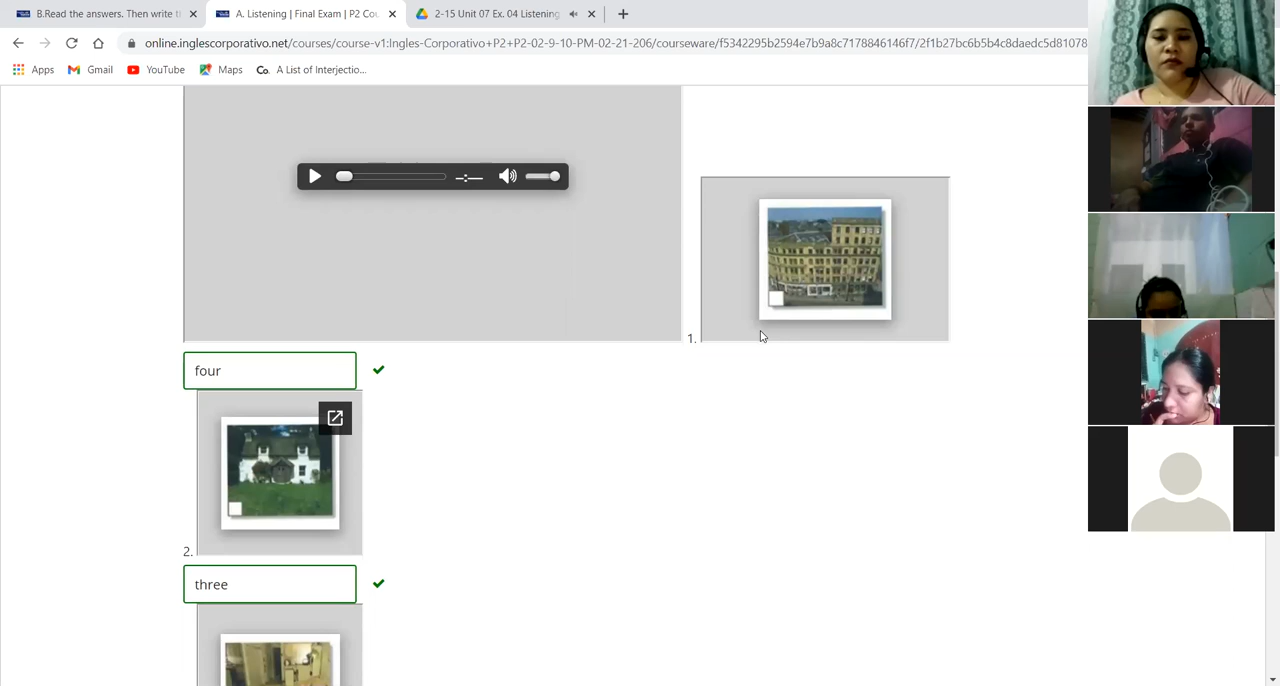 B.Read the answers. Then write t
A. Listening | Final Exam | P2 Cou
2-15 Unit 07 Ex. 04 Listening
online.inglescorporativo.net/courses/course-v1:Ingles-Corporativo+P2+P2-02-9-10-PM-02-21-206/courseware/f5342295b2594e7b9a8c7178846146f7/2f1b27bc6b5b4c8daedc5d81078
Apps
Gmail
YouTube
Maps
Co. A List of Interjectio...
-:--
1.
four
2.
three